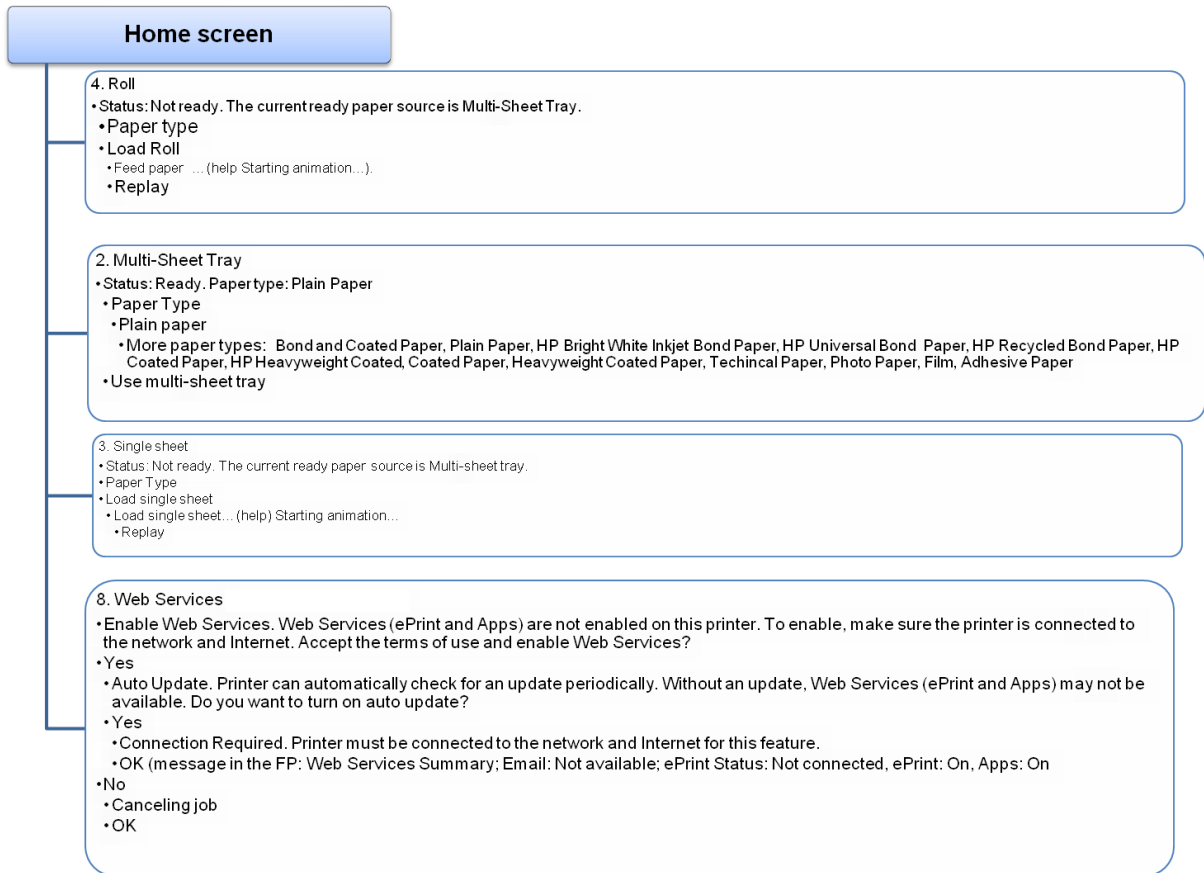 Home screen
4. Roll
•Status: Not ready. The current ready paper source is Multi-Sheet Tray.
•Paper type
•Load Roll
•Feed paper ... (help Starting animation...).
•Replay
2. Multi-Sheet Tray
•Status: Ready. Paper type: Plain Paper
•Paper Type
•Plain paper
•More paper types: Bond and Coated Paper, Plain Paper, HP Bright White Inkjet Bond Paper, HP Universal Bond Paper, HP Recycled Bond Paper, HP
Coated Paper, HP Heavyweight Coated, Coated Paper, Heavyweight Coated Paper, Techincal Paper, Photo Paper, Film, Adhesive Paper
•Use multi-sheet tray
3. Single sheet
•Status: Not ready. The current ready paper source is Multi-sheet tray.
•Paper Type
•Load single sheet
•Load single sheet... (help) Starting animation...
•Replay
8. Web Services
•Enable Web Services. Web Services (ePrint and Apps) are not enabled on this printer. To enable, make sure the printer is connected to
the network and Internet. Accept the terms of use and enable Web Services?
•Yes
•Auto Update. Printer can automatically check for an update periodically. Without an update, Web Services (ePrint and Apps) may not be
available. Do you want to turn on auto update?
•Yes
•Connection Required. Printer must be connected to the network and Internet for this feature.
•OK (message in the FP: Web Services Summary; Email: Not available; ePrint Status: Not connected, ePrint: On, Apps: On
•No
•Canceling job
•OK